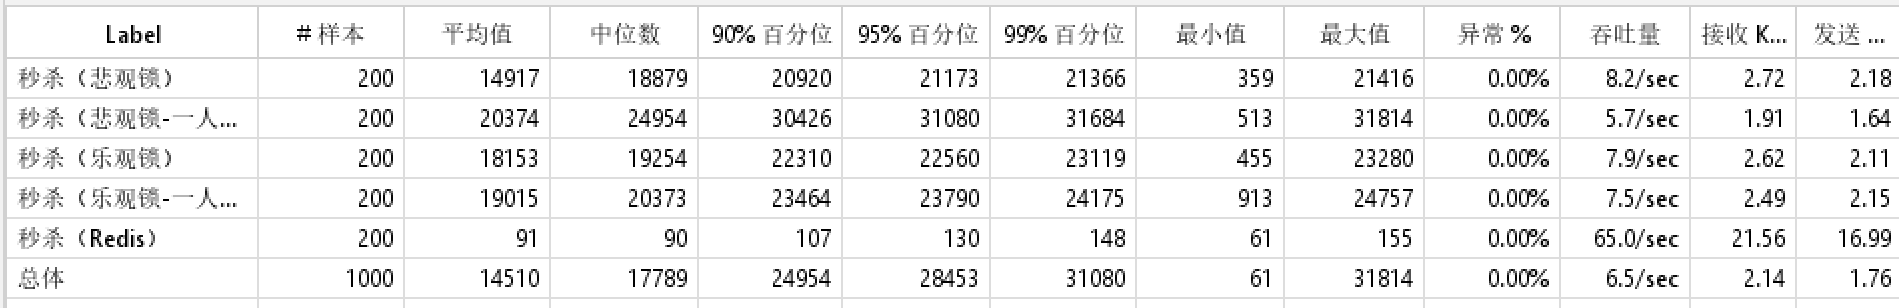 Label # 样本 平均值 中位数 90% 百分位 95% 百分位 99% 百分位 最小值 最大值 异常 % 吞吐量 接收 K... 发送 ...
秒杀（悲观锁） 200 14917 18879 20920 21173 21366 359 21416 0.00% 8.2/sec 2.72 2.18
秒杀（悲观锁-一人... 200 20374 24954 30426 31080 31684 513 31814 0.00% 5.7/sec 1.91 1.64
秒杀（乐观锁） 200 18153 19254 22310 22560 23119 455 23280 0.00% 7.9/sec 2.62 2.11
秒杀（乐观锁-一人... 200 19015 20373 23464 23790 24175 913 24757 0.00% 7.5/sec 2.49 2.15
秒杀（Redis） 200 91 90 107 130 148 61 155 0.00% 65.0/sec 21.56 16.99
总体 1000 14510 17789 24954 28453 31080 61 31814 0.00% 6.5/sec 2.14 1.76